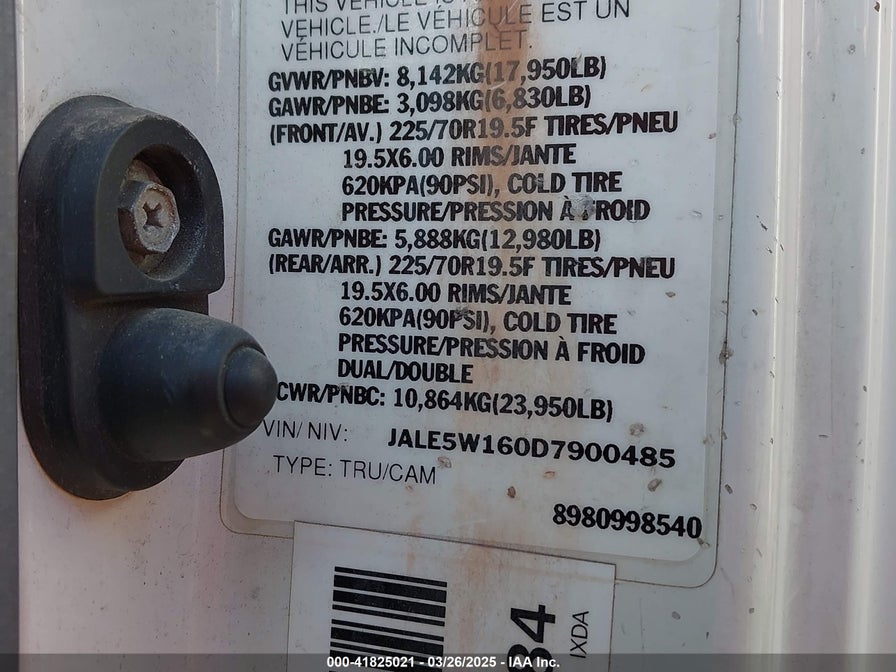 THIS VEHICLE
VEHICLE./LE VÉHICULE EST UN
VÉHICULE INCOMPLET.
GVWR/PNBV: 8,142KG(17,950LB)
GAWR/PNBE: 3,098KG(6,830LB)
(FRONT/AV.) 225/70R19.5F TIRES/PNEU
19.5X6.00 RIMS/JANTE
620KPA(90PSI), COLD TIRE
PRESSURE/PRESSION À FROID
GAWR/PNBE: 5,888KG(12,980LB)
(REAR/ARR.) 225/70R19.5F TIRES/PNEU
19.5X6.00 RIMS/JANTE
620KPA(90PSI), COLD TIRE
PRESSURE/PRESSION À FROID
DUAL/DOUBLE
CWR/PNBC: 10,864KG(23,950LB)
VIN/ NIV: JALE5W160D7900485
TYPE: TRU/CAM
8980998540
34
IXDA
000-41825021 - 03/26/2025 - IAA Inc.